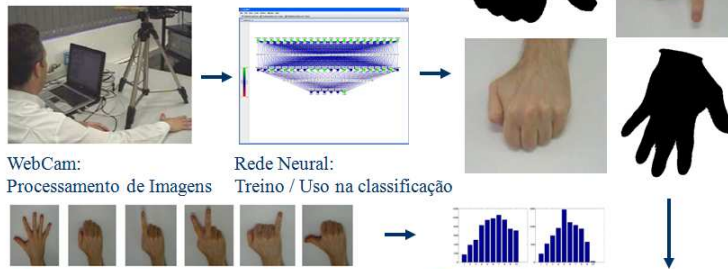 WebCam:
Processamento de Imagens
Rede Neural:
Treino / Uso na classificação